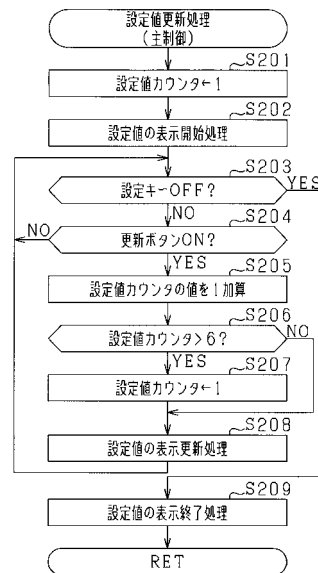 設定値更新処理
(主制御)
S201
設定値カウンタ←1
S202
設定値の表示開始処理
S203
設定キーOFF?
YES
NO
S204
更新ボタンON?
NO
YES
S205
設定値カウンタの値を1加算
S206
設定値カウンタ>6?
NO
YES
S207
設定値カウンタ←1
S208
設定値の表示更新処理
S209
設定値の表示終了処理
RET